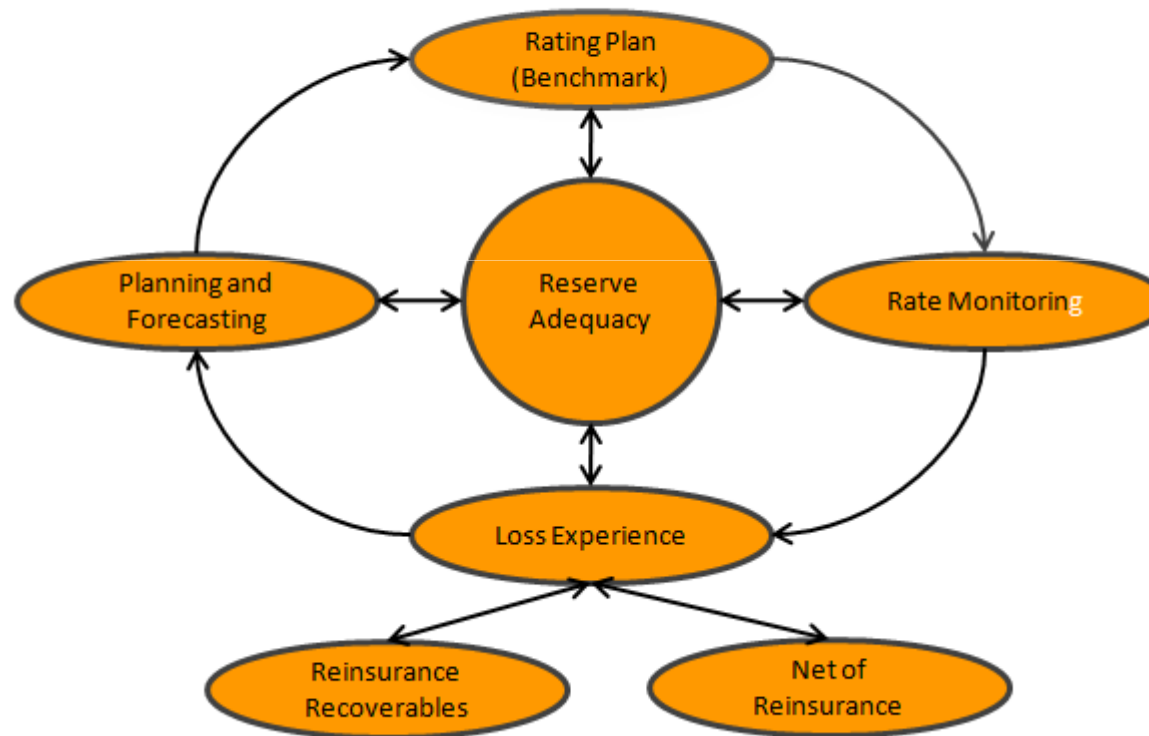 Rating Plan
(Benchmark)
Planning and
Forecasting
Reserve
Adequacy
Rate Monitoring
Loss Experience
Reinsurance
Recoverables
Net of
Reinsurance